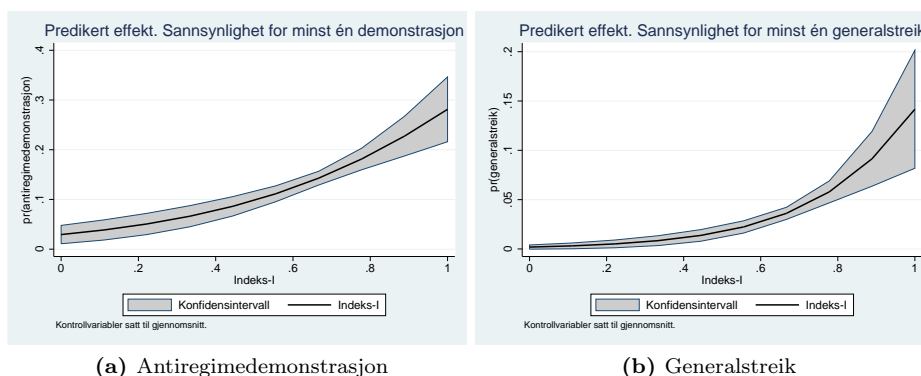 Predikert effekt. Sannsynlighet for minst én demonstrasjon
pr(antiregimedemonstrasjon)
.4
.3
.2
.1
0
0 .2 .4 .6 .8 1
Indeks-I
Konfidensintervall Indeks-I
Kontrollvariabler satt til gjennomsnitt.
(a) Antiregimedemonstrasjon
Predikert effekt. Sannsynlighet for minst én generalstreik
pr(generalstreik)
.2
.15
.1
.05
0
0 .2 .4 .6 .8 1
Indeks-I
Konfidensintervall Indeks-I
Kontrollvariabler satt til gjennomsnitt.
(b) Generalstreik